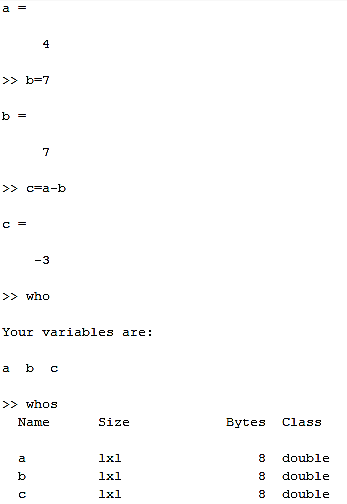 a =
4
>> b=7
b =
7
>> c=a-b
c =
-3
>> who
Your variables are:
a b c
>> whos
Name Size Bytes Class
a 1x1 8 double
b 1x1 8 double
c 1x1 8 double